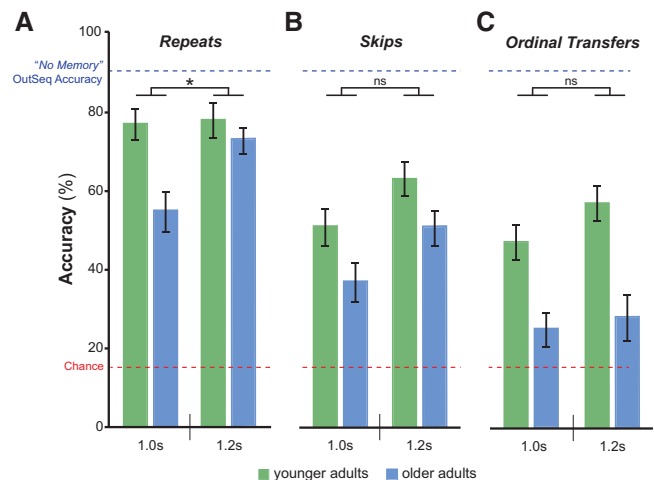 A
B
C
Repeats
Skips
Ordinal Transfers
100
80
60
40
20
0
Accuracy (%)
"No Memory"
OutSeq Accuracy
*
ns
ns
Chance
1.0s 1.2s
1.0s 1.2s
1.0s 1.2s
younger adults older adults